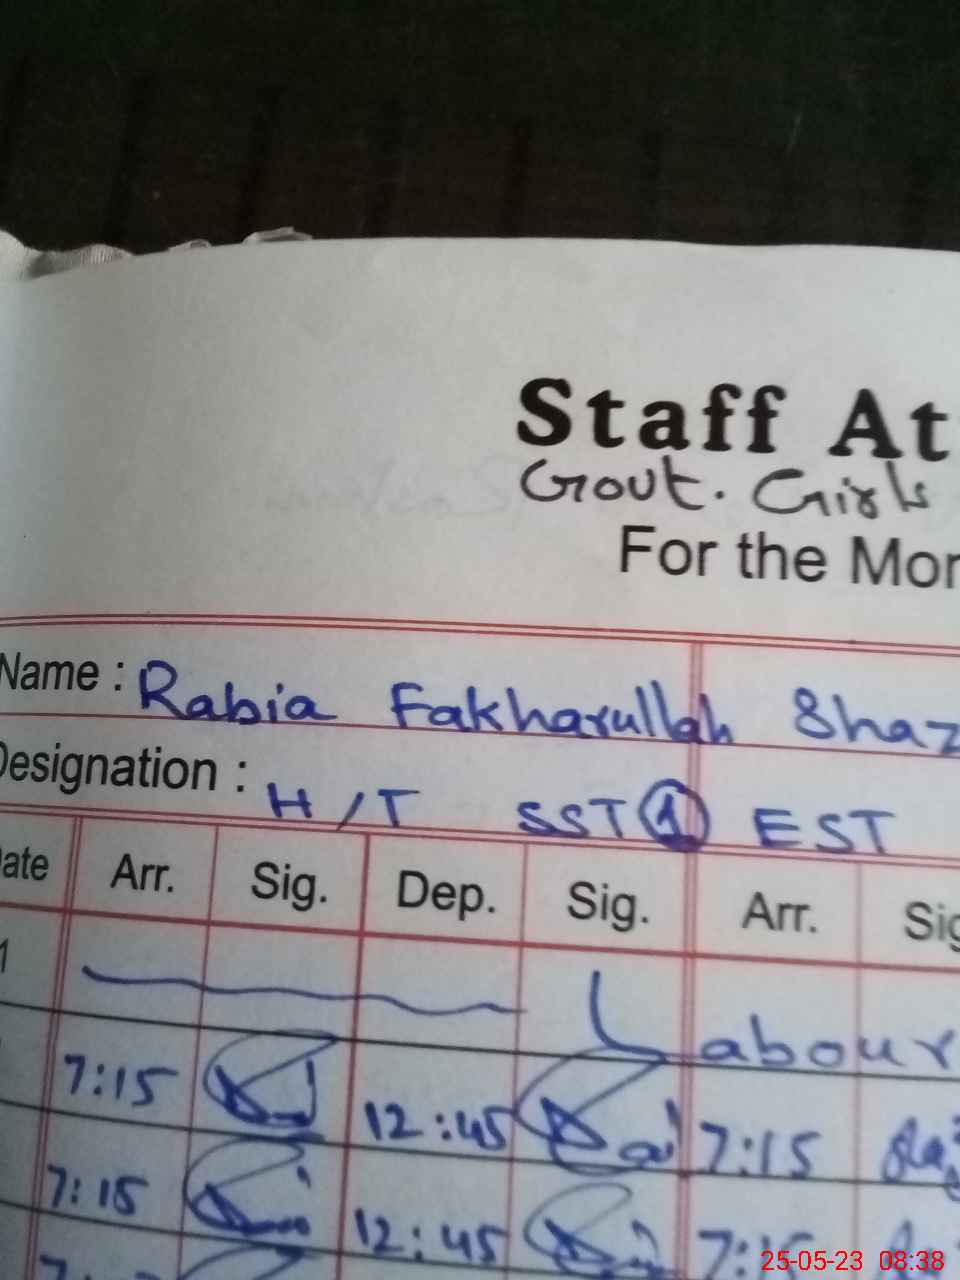 Staff At
Govt. Girls
For the Mon
Name : Rabia Fakharullah Shaz
Designation : H/T SST 1 EST
Date Arr. Sig. Dep. Sig. Arr. Sig
1 Labour
7:15 12:45 7:15
7:15 12:45 7:15
25-05-23 08:38